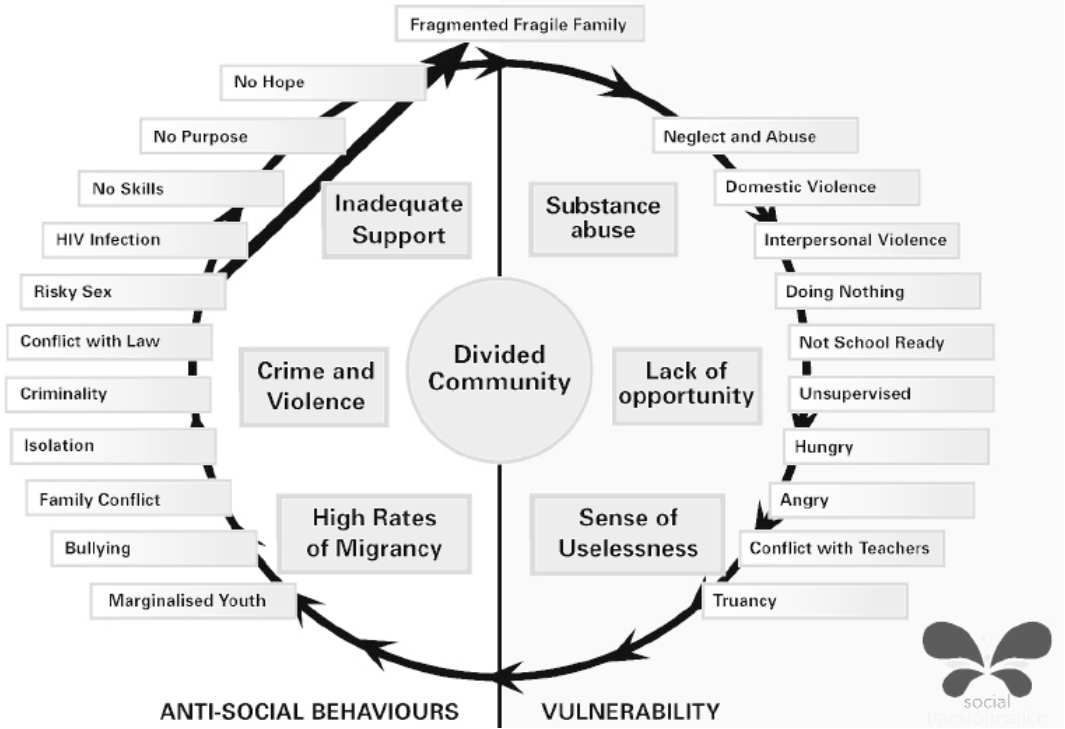 Fragmented Fragile Family
No Hope
No Purpose
No Skills
HIV Infection
Risky Sex
Conflict with Law
Criminality
Isolation
Family Conflict
Bullying
Marginalised Youth
Inadequate
Support
Crime and
Violence
High Rates
of Migrancy
Divided
Community
Substance
abuse
Lack of
opportunity
Sense of
Uselessness
Neglect and Abuse
Domestic Violence
Interpersonal Violence
Doing Nothing
Not School Ready
Unsupervised
Hungry
Angry
Conflict with Teachers
Truancy
ANTI-SOCIAL BEHAVIOURS
VULNERABILITY
social
transformation